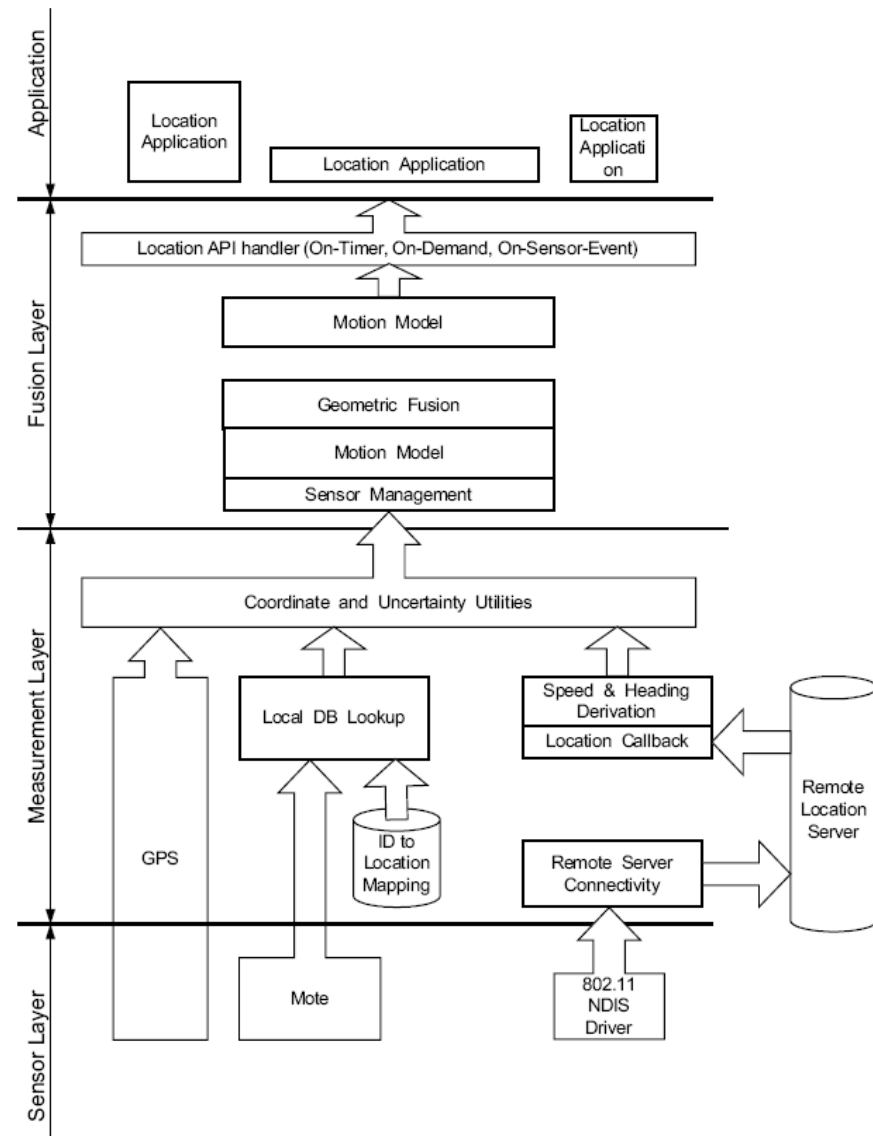 Application
Location
Application
Location Application
Location
Applicati
on
Fusion Layer
Location API handler (On-Timer, On-Demand, On-Sensor-Event)
Motion Model
Geometric Fusion
Motion Model
Sensor Management
Measurement Layer
Coordinate and Uncertainty Utilities
GPS
Local DB Lookup
ID to
Location
Mapping
Speed & Heading
Derivation
Location Callback
Remote Server
Connectivity
Remote
Location
Server
Sensor Layer
Mote
802.11
NDIS
Driver